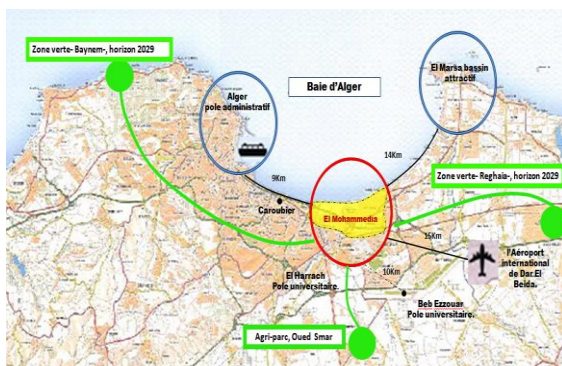 Zone verte- Baynem-, horizon 2029
Alger
pole administratif
Baie d'Alger
El Marsa bassin
attractif
14Km
9Km
Caroubier
El Mohammedia
Zone verte- Reghaia-, horizon 2029
15Km
l'Aéroport
international
de Dar El
Beida.
El Harrach
Pole universitaire.
10Km
Beb Ezzouar
Pole universitaire.
Agri-parc, Oued Smar